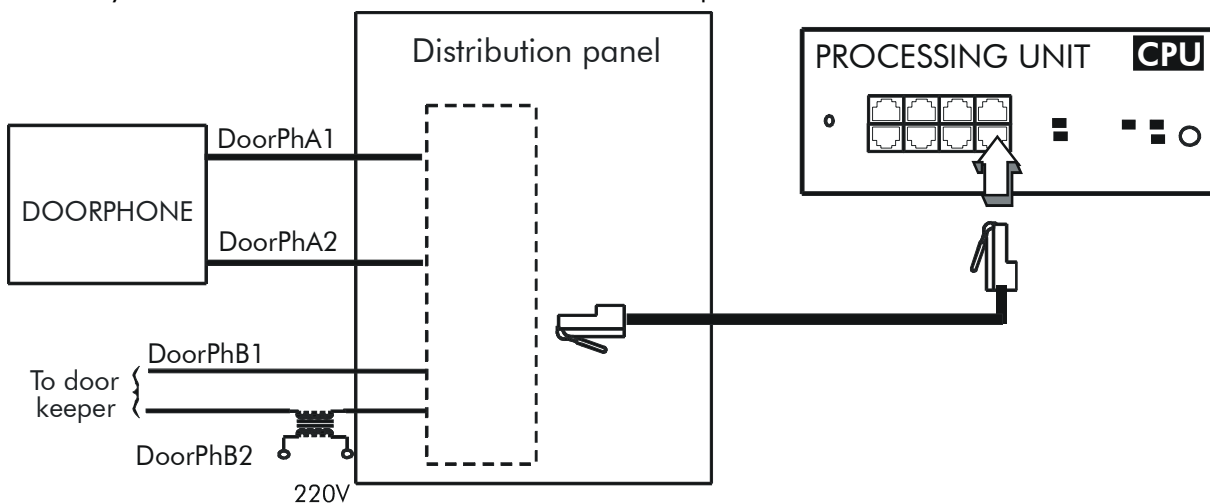 Distribution panel
PROCESSING UNIT CPU
DoorPhA1
DOORPHONE
DoorPhA2
DoorPhB1
To door
keeper
DoorPhB2
220V